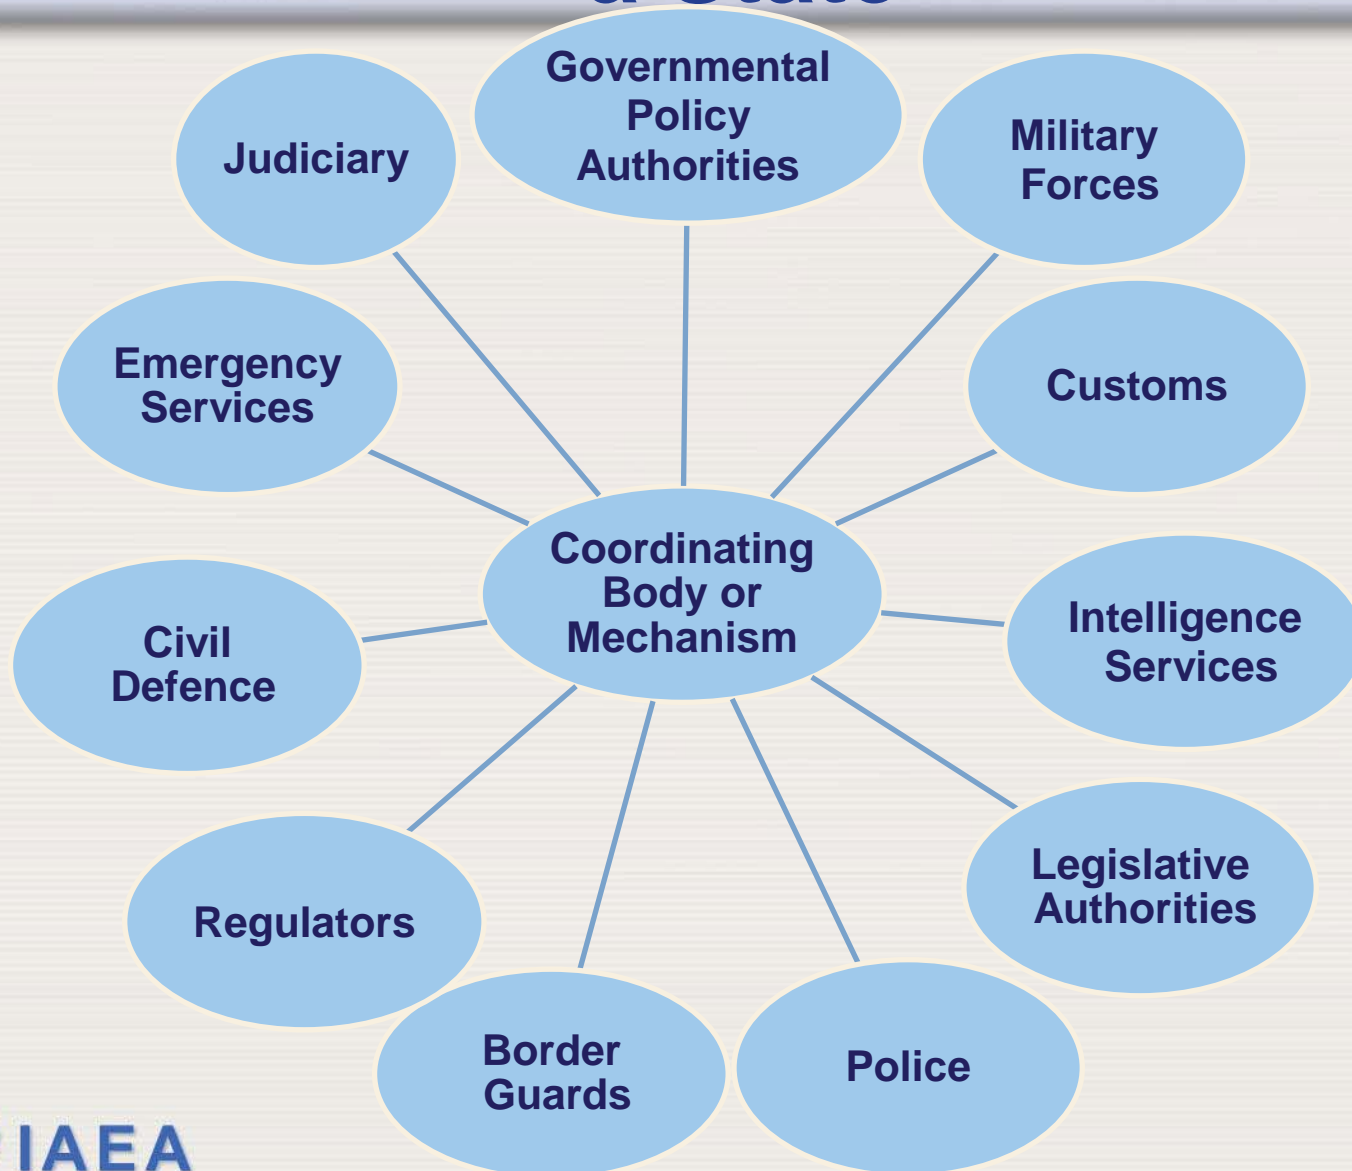 a State
Governmental
Policy
Authorities
Judiciary
Military
Forces
Emergency
Services
Customs
Coordinating
Body or
Mechanism
Civil
Defence
Intelligence
Services
Regulators
Legislative
Authorities
Border
Guards
Police
IAEA